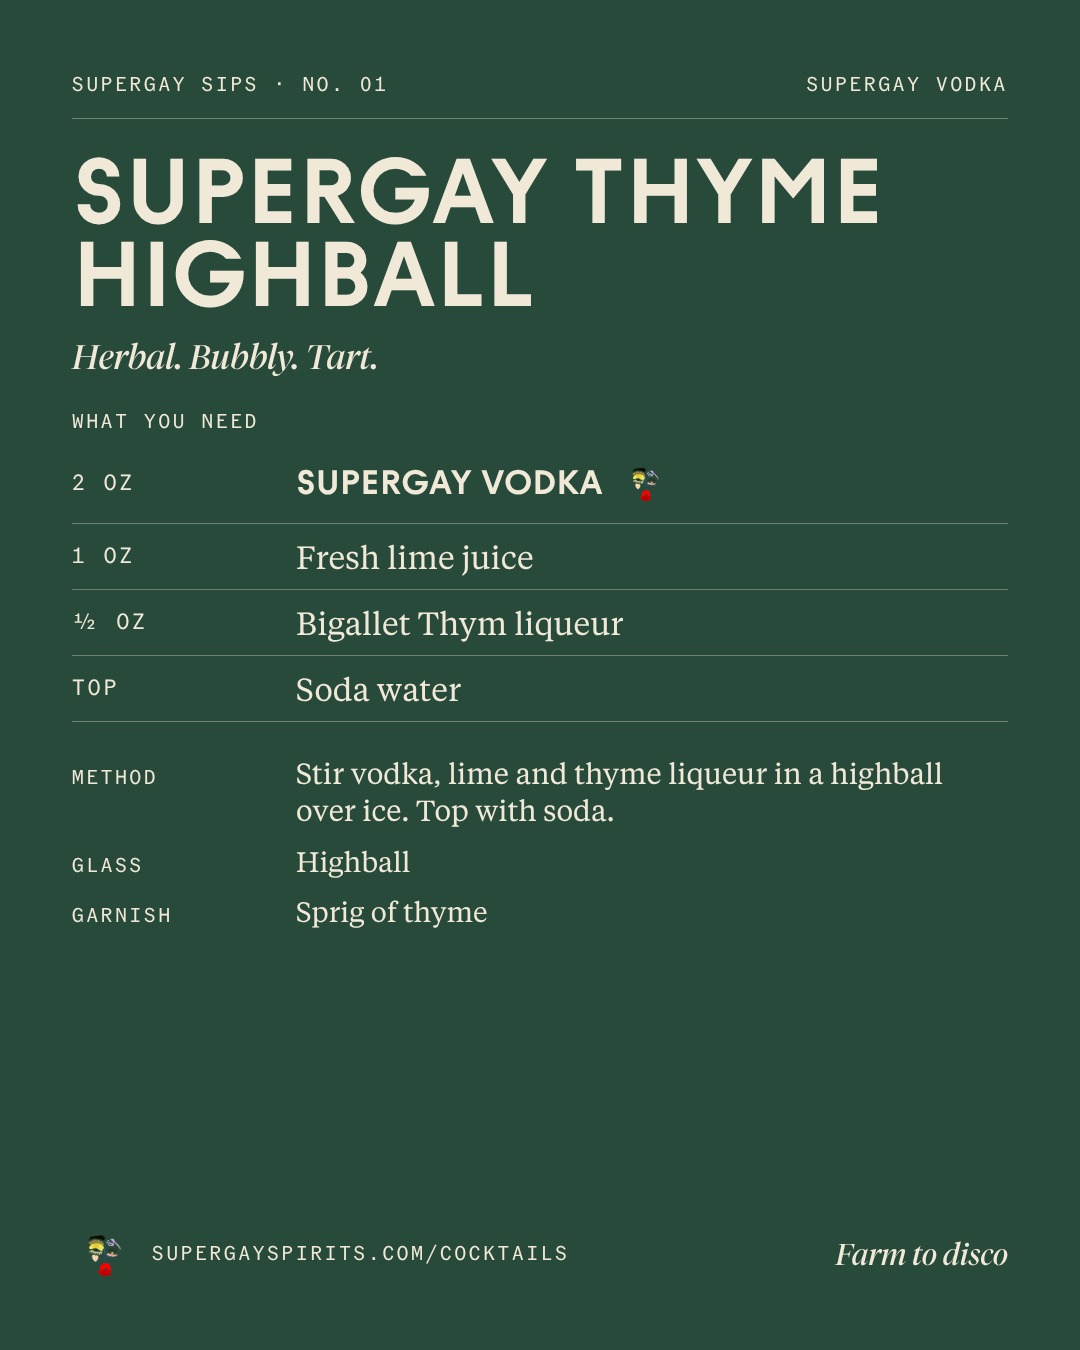 SUPERGAY SIPS · NO. 01
SUPERGAY VODKA
SUPERGAY THYME
HIGHBALL
Herbal. Bubbly. Tart.
WHAT YOU NEED
2 OZ SUPERGAY VODKA
1 OZ Fresh lime juice
½ OZ Bigallet Thym liqueur
TOP Soda water
METHOD Stir vodka, lime and thyme liqueur in a highball
over ice. Top with soda.
GLASS Highball
GARNISH Sprig of thyme
SUPERGAYSPIRITS.COM/COCKTAILS
Farm to disco